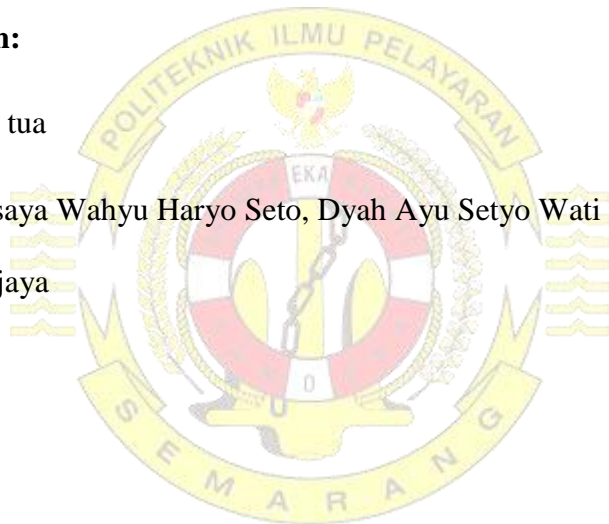 n:
POLITEKNIK ILMU PELAYARAN
tua
EKA
saya Wahyu Haryo Seto, Dyah Ayu Setyo Wati
jaya
SEMARANG